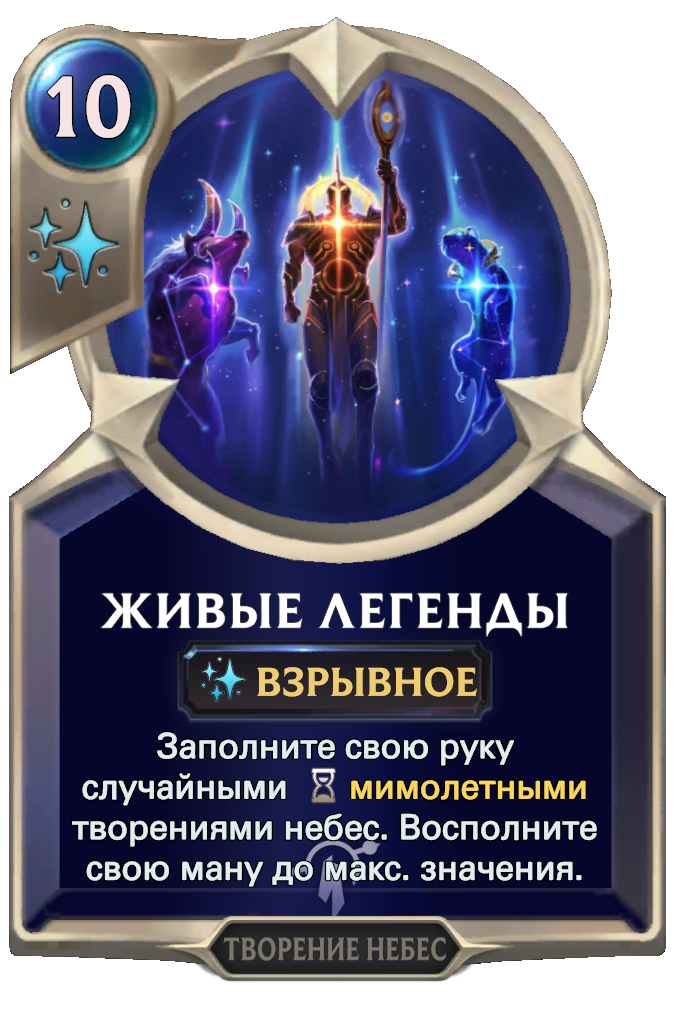 10
ЖИВЫЕ ЛЕГЕНДЫ
ВЗРЫВНОЕ
Заполните свою руку
случайными мимолетными
творениями небес. Восполните
свою ману до макс. значения.
ТВОРЕНИЕ НЕБЕС